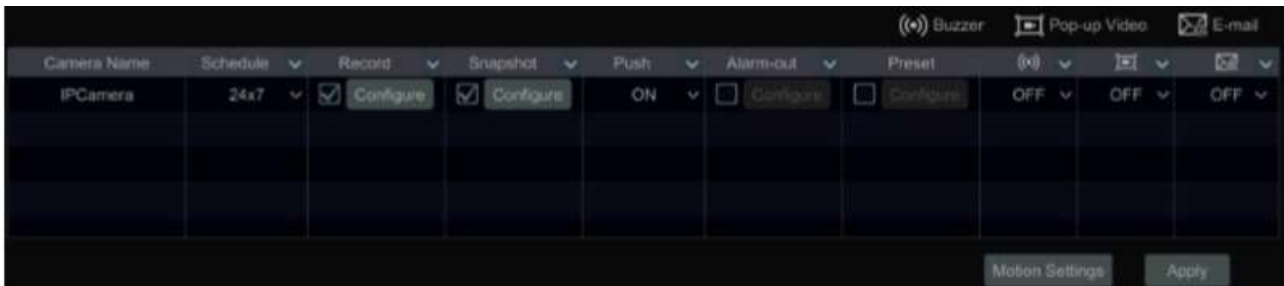 Buzzer Pop-up Video E-mail
Camera Name Schedule Record Snapshot Push Alarm-out Preset
IPCamera 24x7 Configure Configure ON Configure Configure OFF OFF OFF
Motion Settings Apply